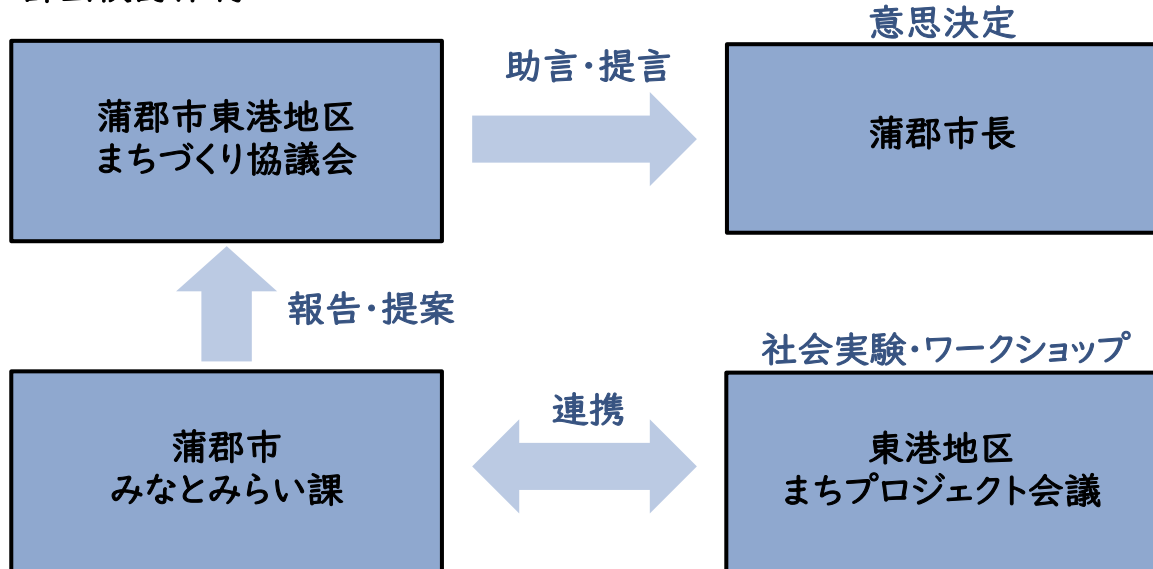 意思決定
助言・提言
蒲郡市東港地区
まちづくり協議会
蒲郡市長
報告・提案
社会実験・ワークショップ
連携
蒲郡市
みなとみらい課
東港地区
まちプロジェクト会議